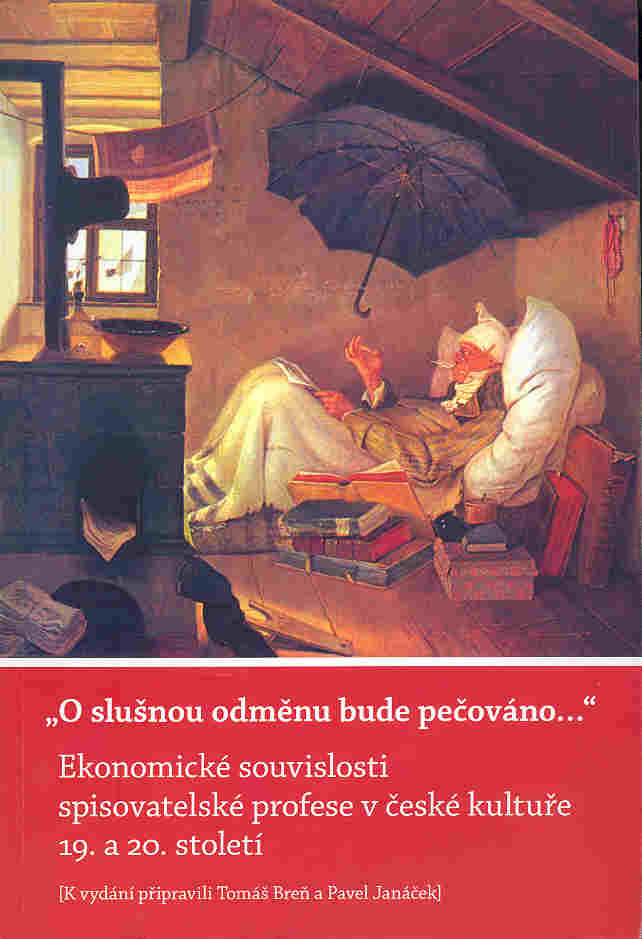 „O slušnou odměnu bude pečováno...“
Ekonomické souvislosti
spisovatelské profese v české kultuře
19. a 20. století
[K vydání připravili Tomáš Breň a Pavel Janáček]